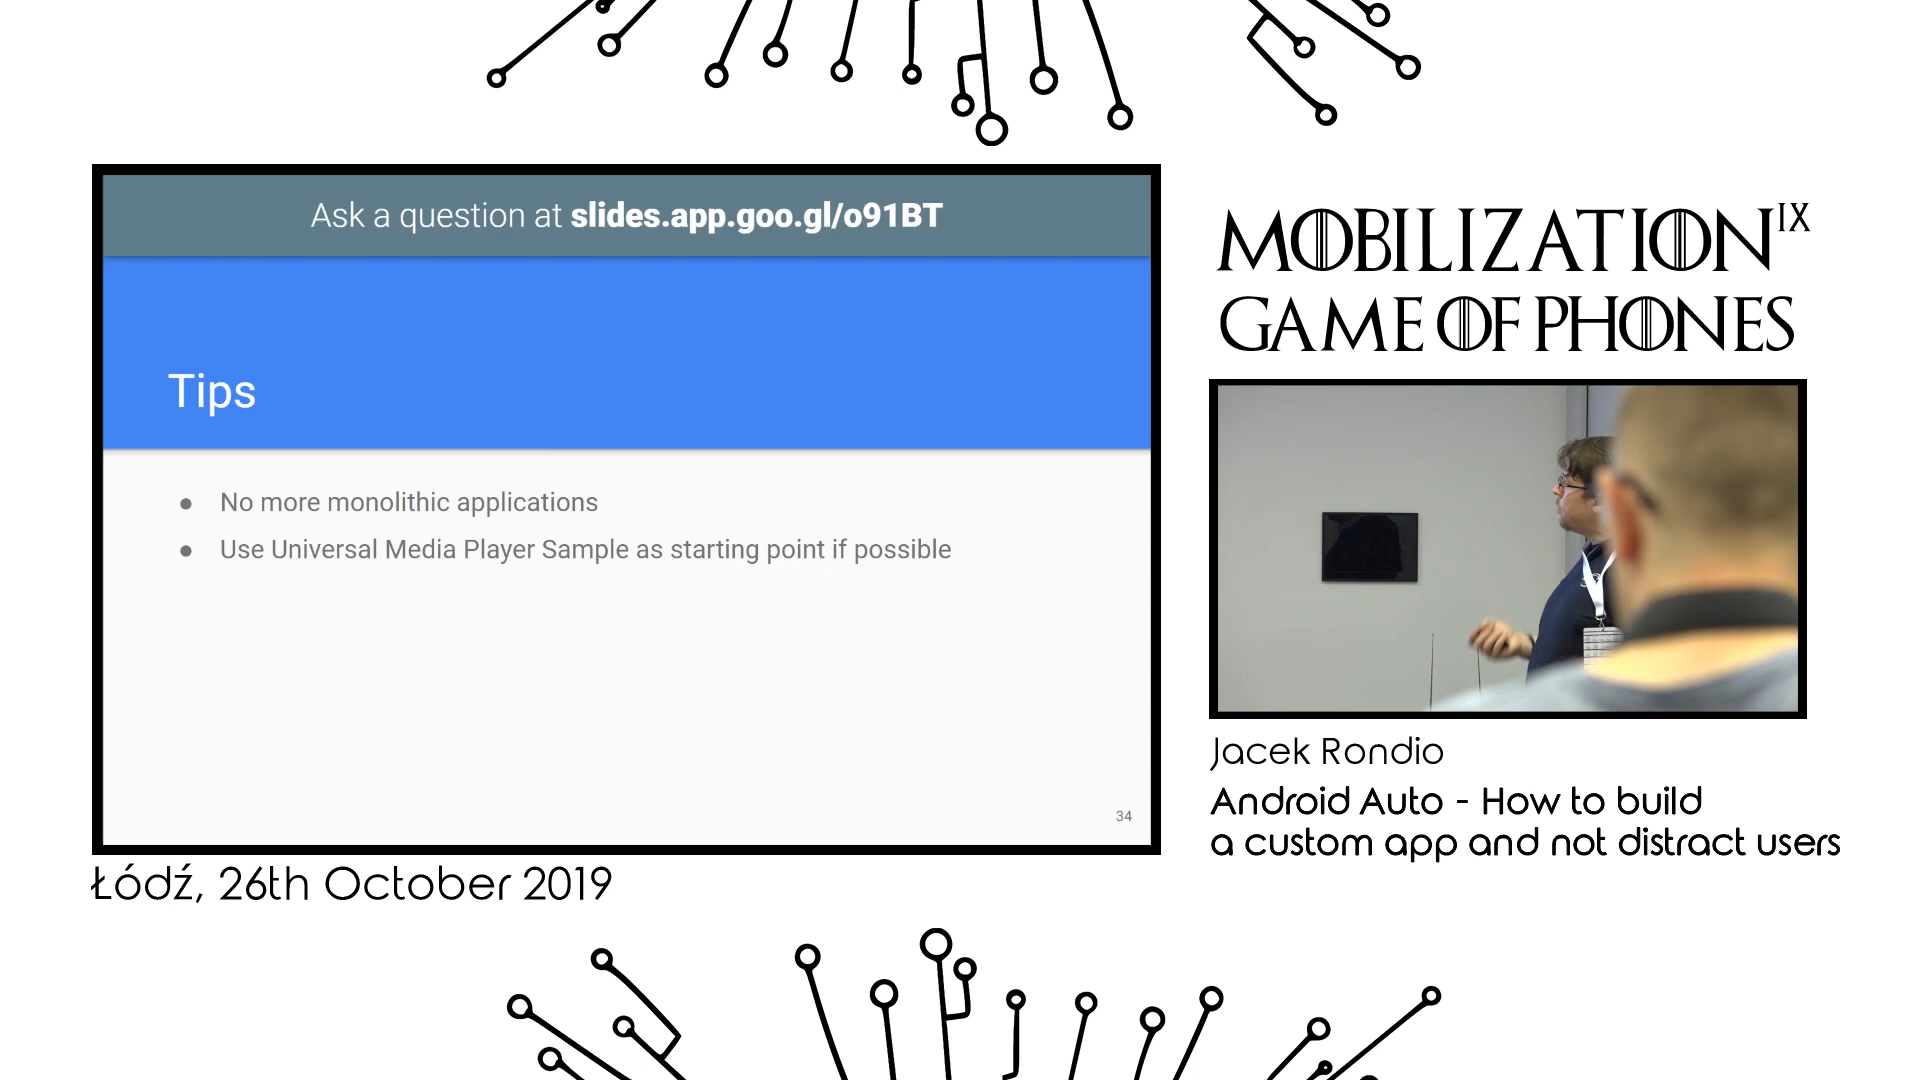 Ask a question at slides.app.goo.gl/o91BT
Tips
No more monolithic applications
Use Universal Media Player Sample as starting point if possible
34
Łódź, 26th October 2019
MOBILIZATION IX
GAME OF PHONES
Jacek Rondio
Android Auto - How to build
a custom app and not distract users